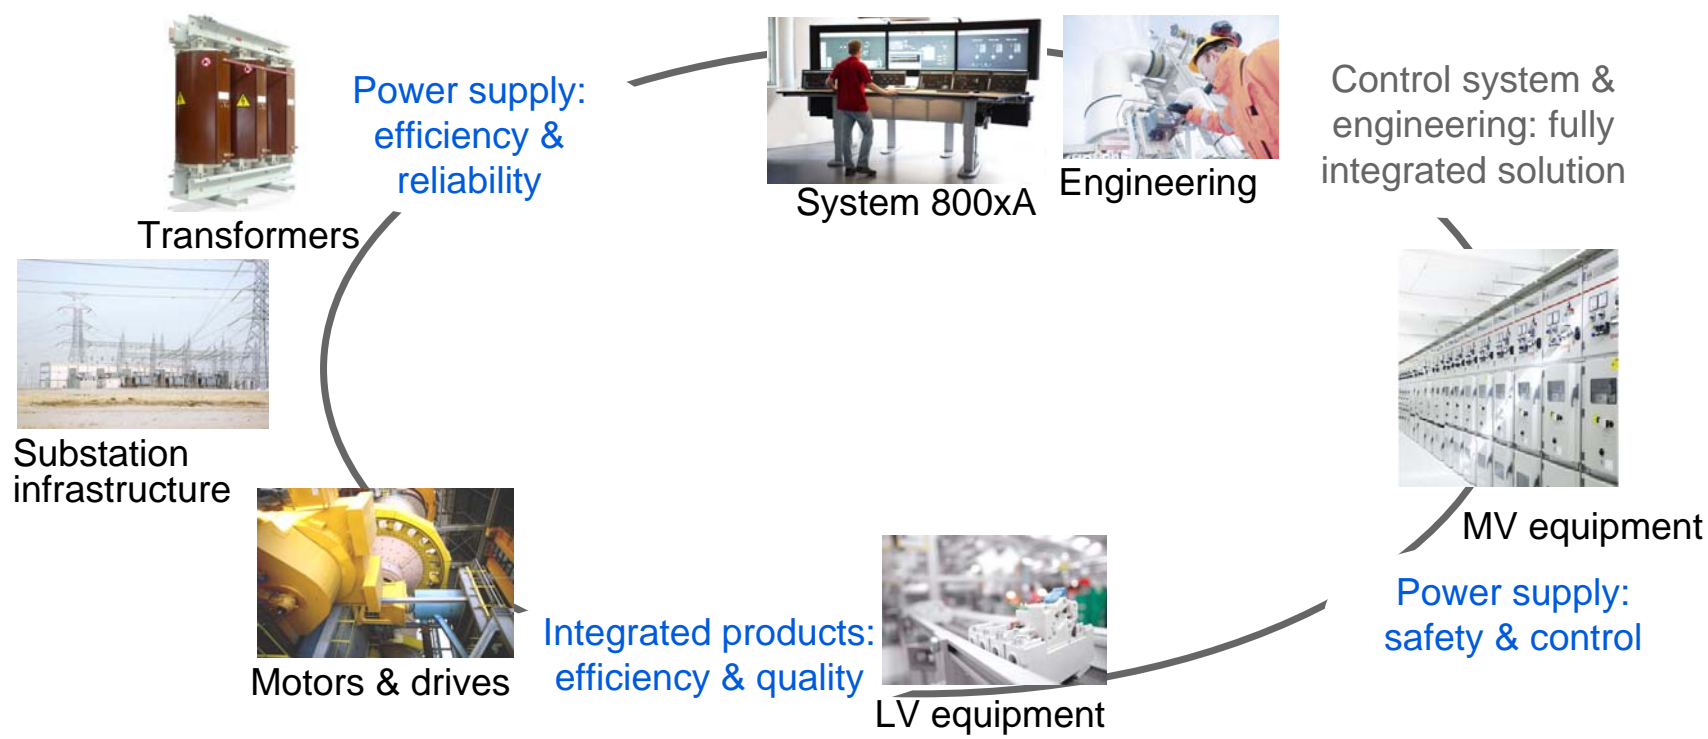 Power supply:
efficiency &
reliability
Transformers
System 800xA
Engineering
Control system &
engineering: fully
integrated solution
Substation
infrastructure
MV equipment
Power supply:
safety & control
Motors & drives
Integrated products:
efficiency & quality
LV equipment